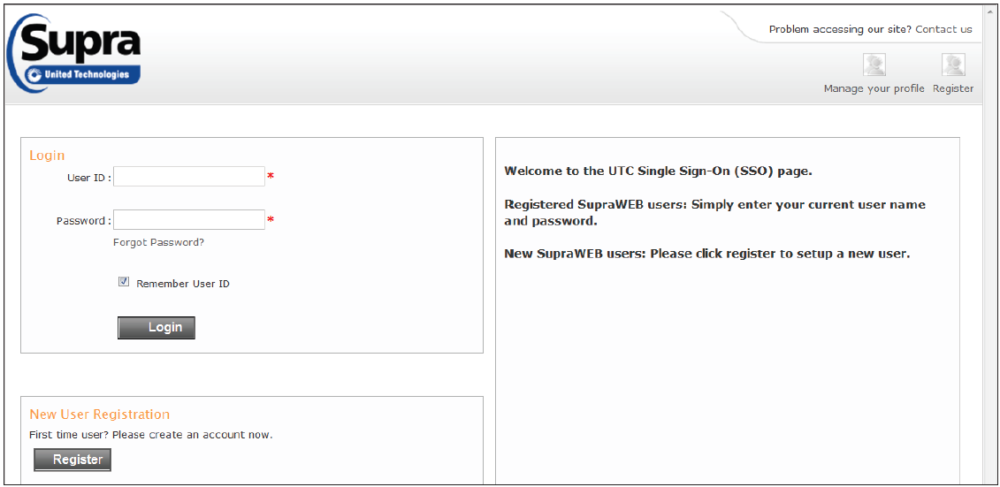 Supra
United Technologies
Problem accessing our site? Contact us
Manage your profile Register
Login
User ID : *
Password : *
Forgot Password?
Remember User ID
Login
New User Registration
First time user? Please create an account now.
Register
Welcome to the UTC Single Sign-On (SSO) page.
Registered SupraWEB users: Simply enter your current user name
and password.
New SupraWEB users: Please click register to setup a new user.